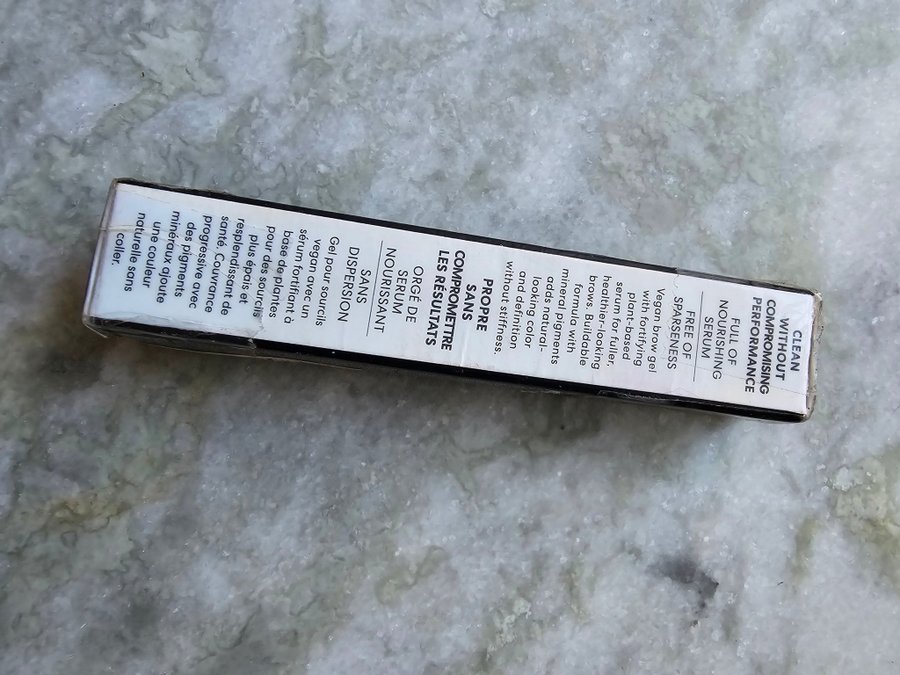 CLEAN
WITHOUT
COMPROMISING
PERFORMANCE
FULL OF
NOURISHING
SERUM
FREE OF
SPARSENESS
Vegan brow gel
with fortifying
plant-based
serum for fuller,
healthier-looking
brows. Buildable
formula with
mineral pigments
adds natural-
looking color
and definition
without stiffness.
PROPRE
SANS
COMPROMETTRE
LES RÉSULTATS
ORGÉ DE
SERUM
NOURISSANT
SANS
DISPERSION
Gel pour sourcils
vegan avec un
sérum fortifiant à
base de plantes
pour des sourcils
plus épais et
resplendissant de
santé. Couvrance
progressive avec
des pigments
minéraux ajoute
une couleur
naturelle sans
coller.